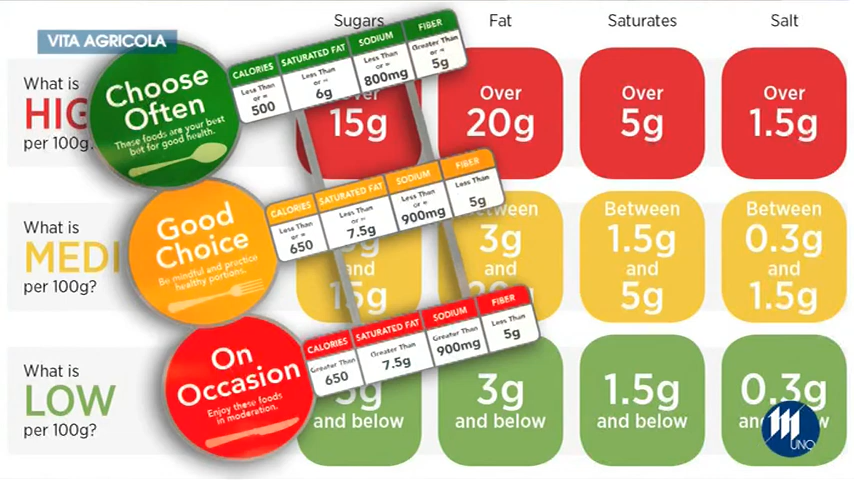 VITA AGRICOLA
Sugars
Fat
Saturates
Salt
What is
HIG
per 100g?
Over
15g
Over
20g
Over
5g
Over
1.5g
What is
MEDI
per 100g?
and
15g
Between
3g
and
Between
1.5g
and
5g
Between
0.3g
and
1.5g
What is
LOW
per 100g?
and below
3g
and below
1.5g
and below
0.3g
Choose
Often
These foods are your best
bet for good health.
CALORIES
Less Than
or =
500
SATURATED FAT
Less Than
or =
6g
SODIUM
Less Than
or =
800mg
FIBER
Greater Than
or =
5g
Good
Choice
Be mindful and practice
healthy portions.
CALORIES
Less Than
or =
650
SATURATED FAT
Less Than
or =
7.5g
SODIUM
Less Than
or =
900mg
FIBER
Less Than
5g
On
Occasion
Enjoy these foods
in moderation.
CALORIES
Greater Than
650
SATURATED FAT
Greater Than
7.5g
SODIUM
Greater Than
900mg
FIBER
Less Than
5g
UNO